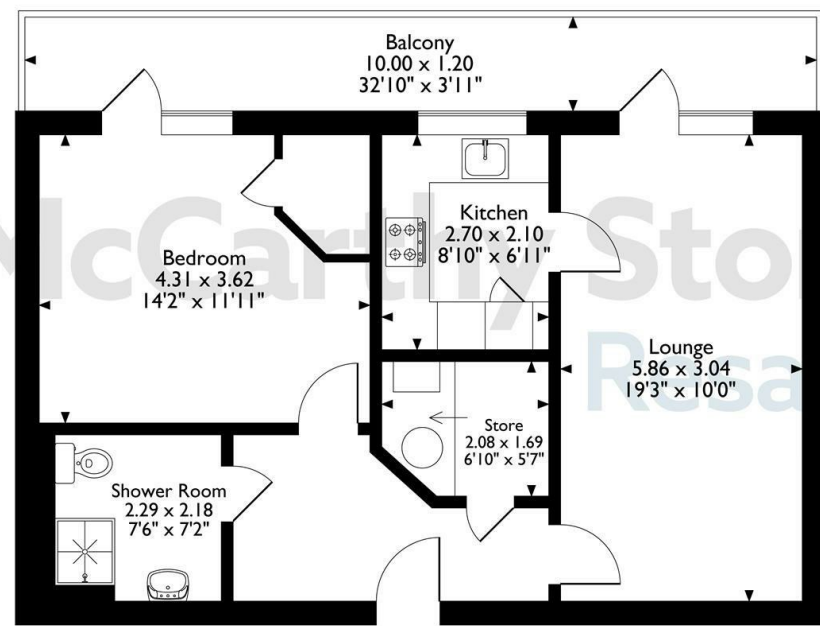 Balcony
10.00 x 1.20
32'10" x 3'11"
Kitchen
2.70 x 2.10
8'10" x 6'11"
Bedroom
4.31 x 3.62
14'2" x 11'11"
McCarthy Sto
Resa
Lounge
5.86 x 3.04
19'3" x 10'0"
Store
2.08 x 1.69
6'10" x 5'7"
Shower Room
2.29 x 2.18
7'6" x 7'2"